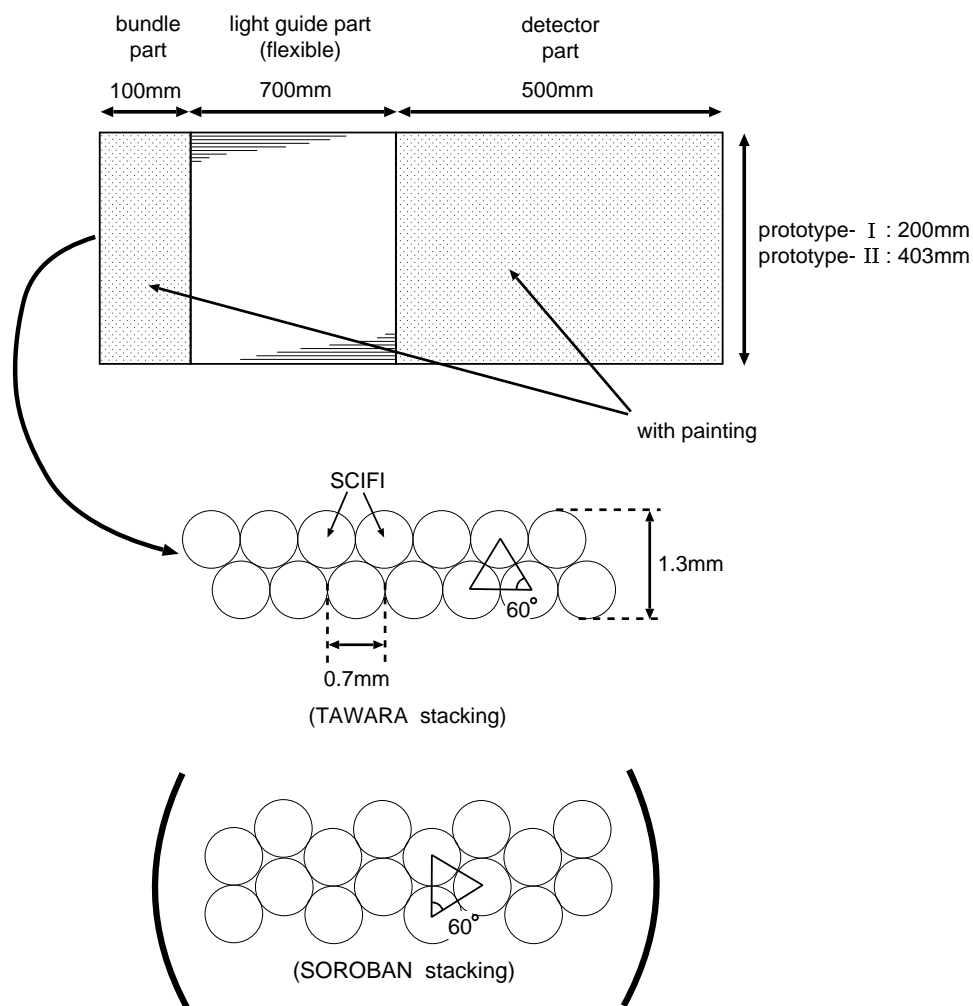 bundle
part
light guide part
(flexible)
detector
part
100mm
700mm
500mm
prototype- Ⅰ : 200mm
prototype- Ⅱ : 403mm
with painting
SCIFI
1.3mm
60°
0.7mm
(TAWARA stacking)
60°
(SOROBAN stacking)